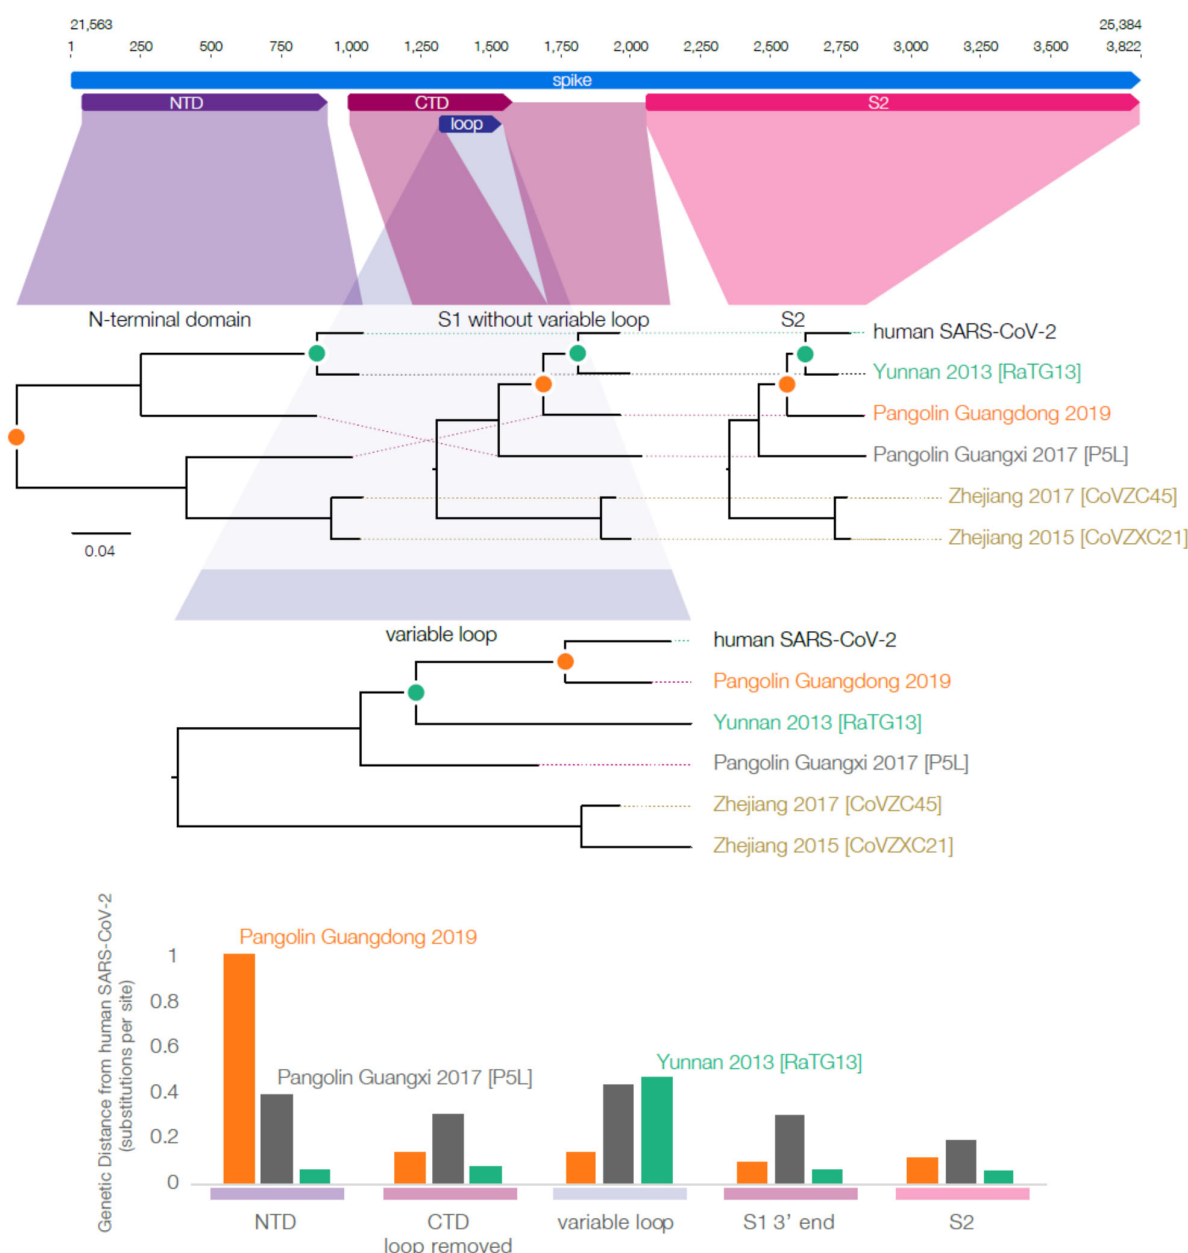 21,563 25,384
1 250 500 750 1,000 1,250 1,500 1,750 2,000 2,250 2,500 2,750 3,000 3,250 3,500 3,822
spike
NTD CTD S2
loop
N-terminal domain S1 without variable loop S2
human SARS-CoV-2
Yunnan 2013 [RaTG13]
Pangolin Guangdong 2019
Pangolin Guangxi 2017 [P5L]
Zhejiang 2017 [CoVZC45]
Zhejiang 2015 [CoVZXC21]
0.04
variable loop
human SARS-CoV-2
Pangolin Guangdong 2019
Yunnan 2013 [RaTG13]
Pangolin Guangxi 2017 [P5L]
Zhejiang 2017 [CoVZC45]
Zhejiang 2015 [CoVZXC21]
Genetic Distance from human SARS-CoV-2
(substitutions per site)
1
0.8
0.6
0.4
0.2
0
Pangolin Guangdong 2019
Pangolin Guangxi 2017 [P5L]
Yunnan 2013 [RaTG13]
NTD CTD variable loop S1 3’ end S2
loop removed